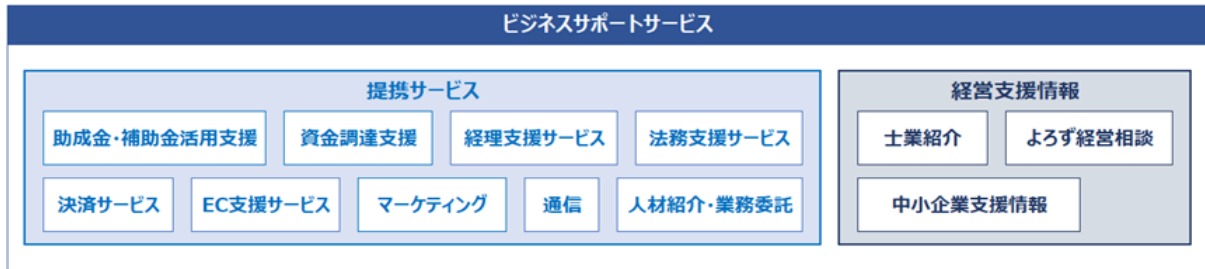 ビジネスサポートサービス
提携サービス
助成金・補助金活用支援
資金調達支援
経理支援サービス
法務支援サービス
決済サービス
EC支援サービス
マーケティング
通信
人材紹介・業務委託
経営支援情報
士業紹介
よろず経営相談
中小企業支援情報